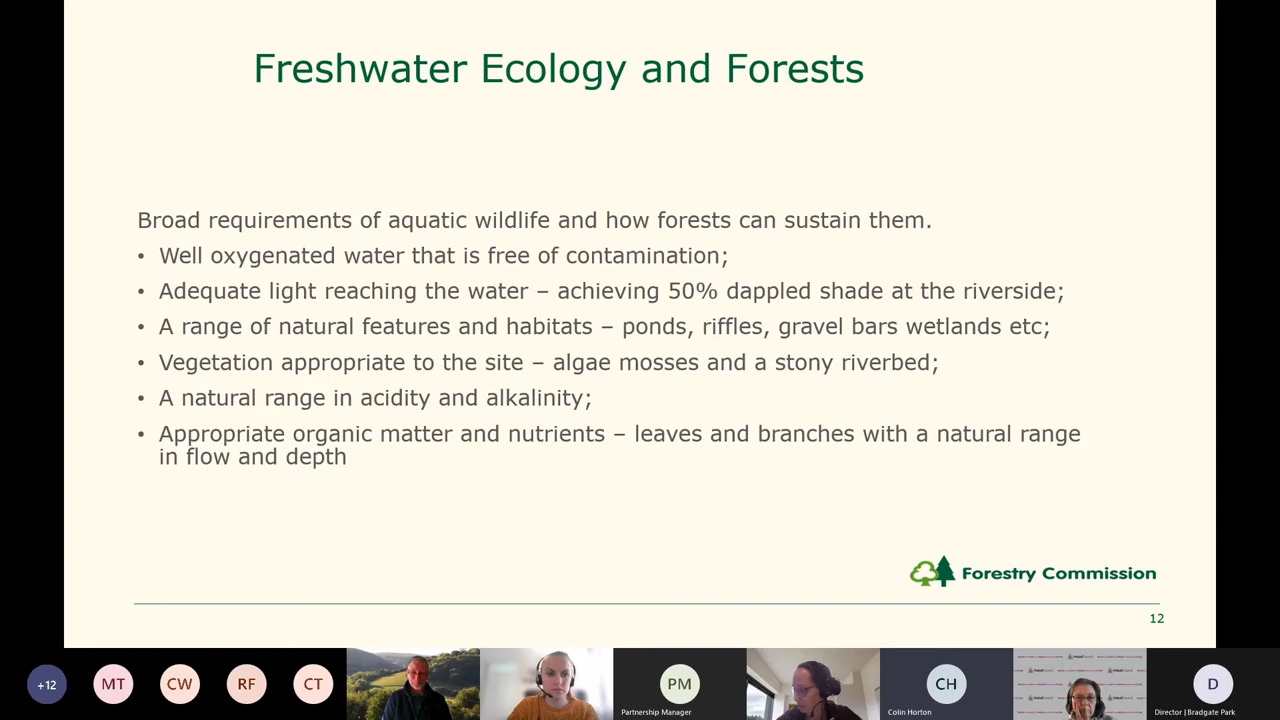 Freshwater Ecology and Forests
Broad requirements of aquatic wildlife and how forests can sustain them.
• Well oxygenated water that is free of contamination;
• Adequate light reaching the water – achieving 50% dappled shade at the riverside;
• A range of natural features and habitats – ponds, riffles, gravel bars wetlands etc;
• Vegetation appropriate to the site – algae mosses and a stony riverbed;
• A natural range in acidity and alkalinity;
• Appropriate organic matter and nutrients – leaves and branches with a natural range
in flow and depth
Forestry Commission
12
+12
MT
CW
RF
CT
PM
Partnership Manager
CH
Colin Horton
D
Director | Bradgate Park